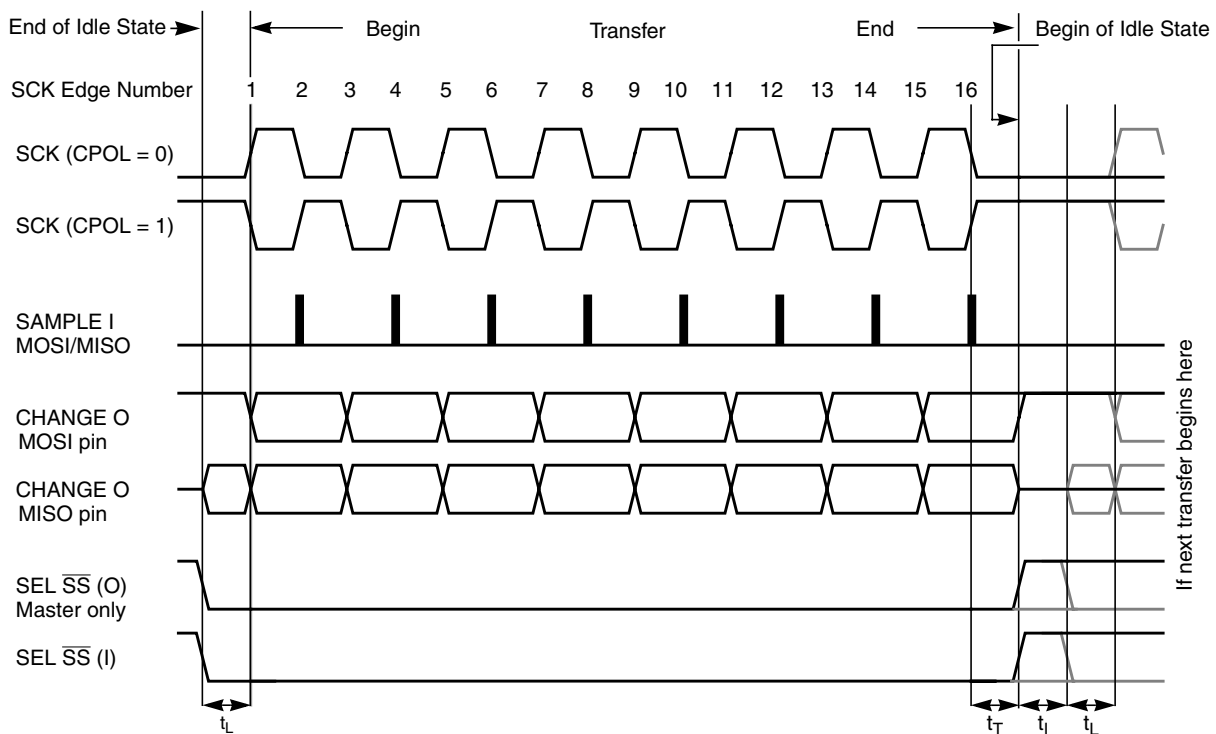 End of Idle State
Begin
Transfer
End
Begin of Idle State
SCK Edge Number
1 2 3 4 5 6 7 8 9 10 11 12 13 14 15 16
SCK (CPOL = 0)
SCK (CPOL = 1)
SAMPLE I
MOSI/MISO
CHANGE O
MOSI pin
CHANGE O
MISO pin
SEL SS (O)
Master only
SEL SS (I)
If next transfer begins here
tL
tT
tI
tL